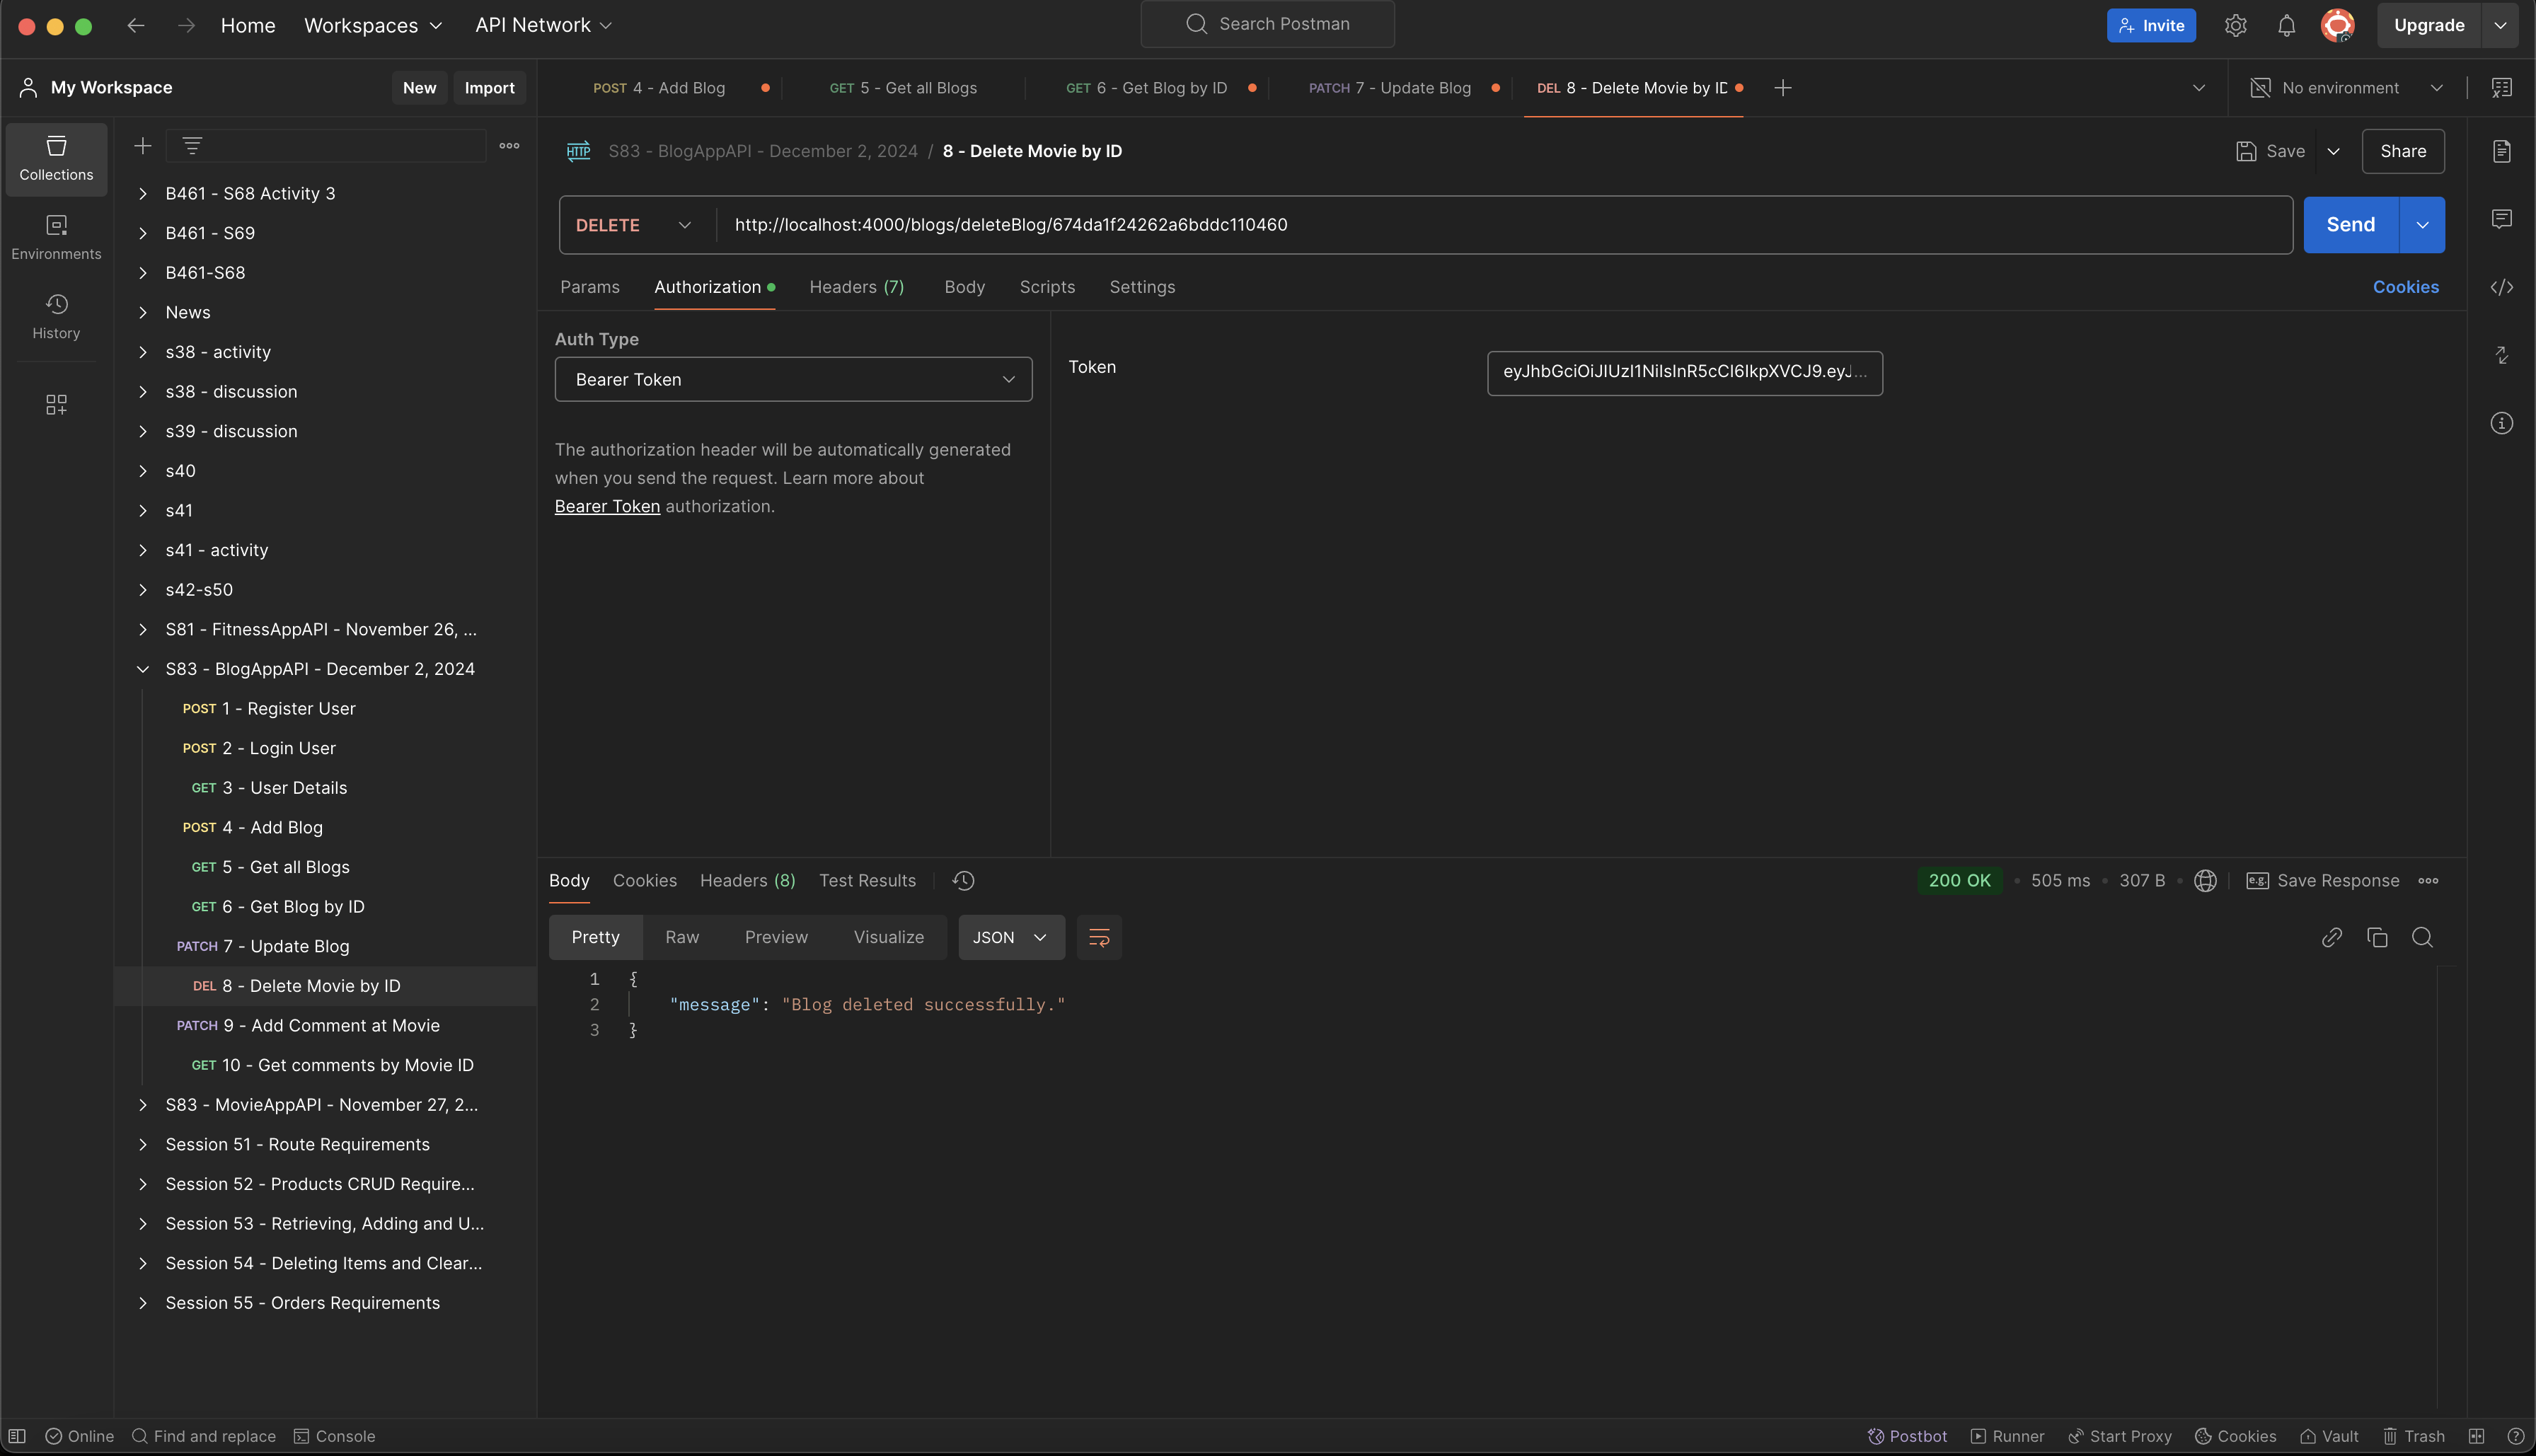 Home
Workspaces
API Network
Search Postman
Invite
Upgrade
My Workspace
New
Import
POST 4 - Add Blog
GET 5 - Get all Blogs
GET 6 - Get Blog by ID
PATCH 7 - Update Blog
DEL 8 - Delete Movie by ID
No environment
Collections
Environments
History
B461 - S68 Activity 3
B461 - S69
B461-S68
News
s38 - activity
s38 - discussion
s39 - discussion
s40
s41
s41 - activity
s42-s50
S81 - FitnessAppAPI - November 26, ...
S83 - BlogAppAPI - December 2, 2024
POST 1 - Register User
POST 2 - Login User
GET 3 - User Details
POST 4 - Add Blog
GET 5 - Get all Blogs
GET 6 - Get Blog by ID
PATCH 7 - Update Blog
DEL 8 - Delete Movie by ID
PATCH 9 - Add Comment at Movie
GET 10 - Get comments by Movie ID
S83 - MovieAppAPI - November 27, 2...
Session 51 - Route Requirements
Session 52 - Products CRUD Require...
Session 53 - Retrieving, Adding and U...
Session 54 - Deleting Items and Clear...
Session 55 - Orders Requirements
HTTP S83 - BlogAppAPI - December 2, 2024 / 8 - Delete Movie by ID
Save
Share
DELETE
http://localhost:4000/blogs/deleteBlog/674da1f24262a6bddc110460
Send
Params
Authorization
Headers (7)
Body
Scripts
Settings
Cookies
Auth Type
Bearer Token
The authorization header will be automatically generated
when you send the request. Learn more about
Bearer Token authorization.
Token
eyJhbGciOiJIUzI1NiIsInR5cCI6IkpXVCJ9.eyJ...
Body
Cookies
Headers (8)
Test Results
200 OK
505 ms
307 B
e.g. Save Response
Pretty
Raw
Preview
Visualize
JSON
1 {
2 "message": "Blog deleted successfully."
3 }
Online
Find and replace
Console
Postbot
Runner
Start Proxy
Cookies
Vault
Trash